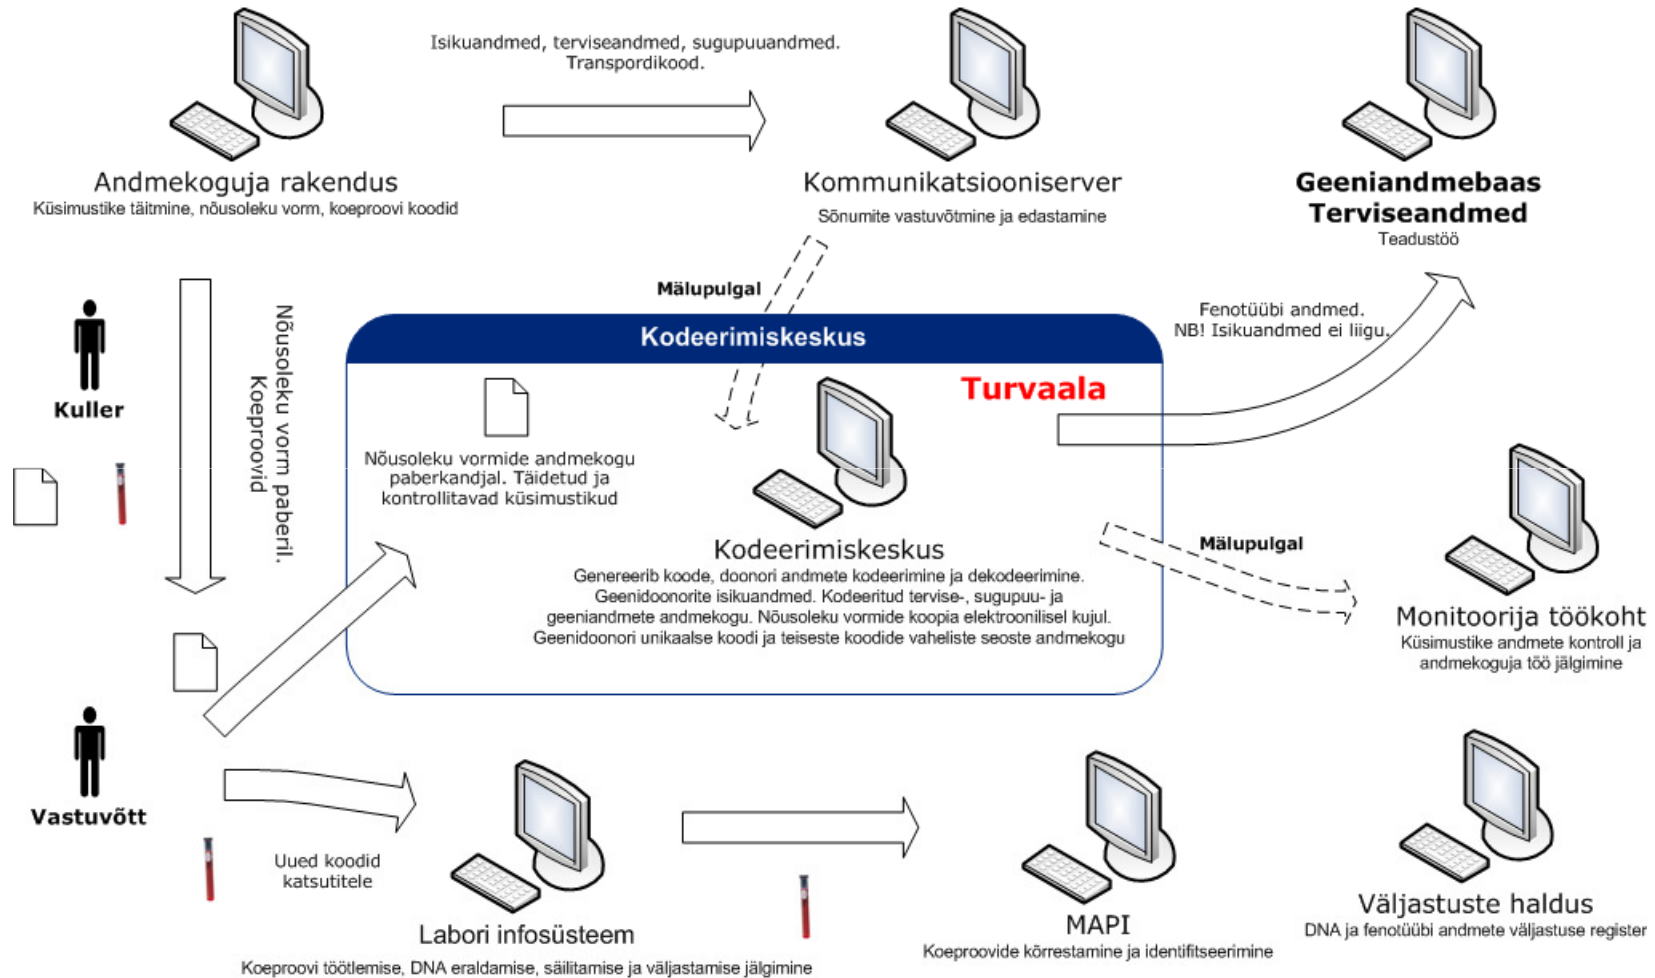 Isikuandmed, terviseandmed, sugupuuandmed.
Transpordikood.
Andmekoguja rakendus
Küsimustike täitmine, nõusoleku vorm, koeproovi koodid
Kommunikatsiooniserver
Sõnumite vastuvõtmine ja edastamine
Geeniandmebaas
Terviseandmed
Teadustöö
Mälupulgal
Fenotüübi andmed.
NB! Isikuandmed ei liigu.
Kuller
Nõusoleku vorm paberil.
Koeproovid
Kodeerimiskeskus
Turvaala
Nõusoleku vormide andmekogu
paberkandjal. Täidetud ja
kontrollitavad küsimustikud
Kodeerimiskeskus
Genereerib koode, doonori andmete kodeerimine ja dekodeerimine.
Geenidoonorite isikuandmed. Kodeeritud tervise-, sugupuu- ja
geeniandmete andmekogu. Nõusoleku vormide koopia elektroonilisel kujul.
Geenidoonori unikaalse koodi ja teiseste koodide vaheliste seoste andmekogu
Mälupulgal
Monitoorija töökoht
Küsimustike andmete kontroll ja
andmekoguja töö jälgimine
Vastuvõtt
Uued koodid
katsutitele
Labori infosüsteem
Koeproovi töötlemise, DNA eraldamise, säilitamise ja väljastamise jälgimine
MAPI
Koeproovide kõrrestamine ja identifitseerimine
Väljastuste haldus
DNA ja fenotüübi andmete väljastuse register